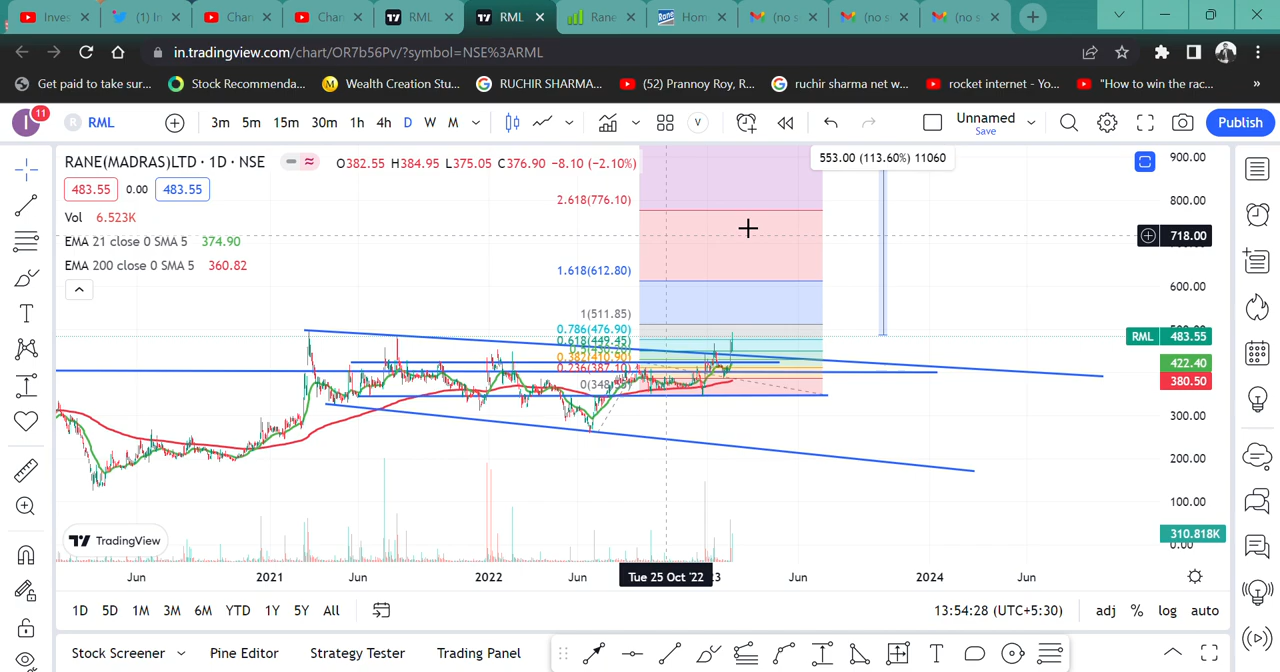 Inves
(1) In
Chan
Chan
RML
RML
Rane
Rane
Hom
(no s
(no s
(no s
in.tradingview.com/chart/OR7b56Pv/?symbol=NSE%3ARML
Get paid to take sur...
Stock Recomenda...
Wealth Creation Stu...
RUCHIR SHARMA...
(52) Prannoy Roy, R...
ruchir sharma net w...
rocket internet - Yo...
"How to win the rac...
»
I
11
R
RML
3m 5m 15m 30m 1h 4h D W M
V
Unnamed
Save
Publish
RANE(MADRAS)LTD · 1D · NSE
O382.55 H384.95 L375.05 C376.90 −8.10 (−2.10%)
553.00 (113.60%) 11060
483.55 0.00 483.55
Vol 6.523K
EMA 21 close 0 SMA 5 374.90
EMA 200 close 0 SMA 5 360.82
2.618(776.10)
1.618(612.80)
1(511.85)
0.786(476.90)
0.618(449.45)
0.382(410.90)
0.236(387.10)
900.00
800.00
718.00
600.00
RML 483.55
422.40
380.50
300.00
200.00
100.00
310.818K
0.00
TradingView
Jun
2021
Jun
2022
Jun
Tue 25 Oct '22
3
Jun
2024
Jun
1D 5D 1M 3M 6M YTD 1Y 5Y All
13:54:28 (UTC+5:30)
adj % log auto
Stock Screener
Pine Editor
Strategy Tester
Trading Panel
T